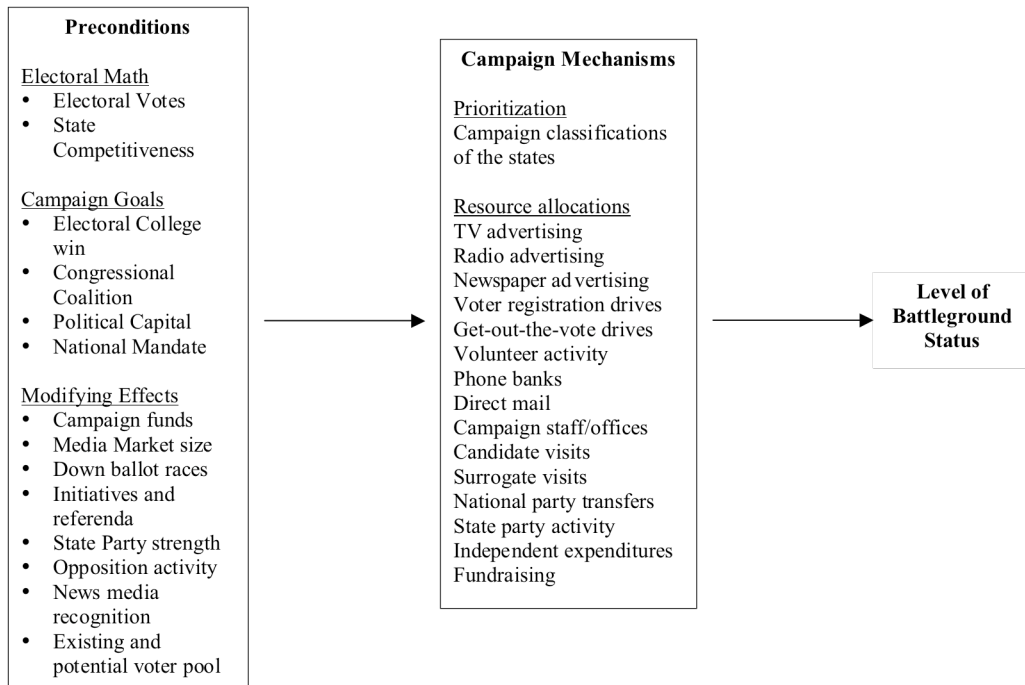 Preconditions
Electoral Math
• Electoral Votes
• State
Competitiveness
Campaign Goals
• Electoral College
win
• Congressional
Coalition
• Political Capital
• National Mandate
Modifying Effects
• Campaign funds
• Media Market size
• Down ballot races
• Initiatives and
referenda
• State Party strength
• Opposition activity
• News media
recognition
• Existing and
potential voter pool
Campaign Mechanisms
Prioritization
Campaign classifications
of the states
Resource allocations
TV advertising
Radio advertising
Newspaper advertising
Voter registration drives
Get-out-the-vote drives
Volunteer activity
Phone banks
Direct mail
Campaign staff/offices
Candidate visits
Surrogate visits
National party transfers
State party activity
Independent expenditures
Fundraising
Level of
Battleground
Status